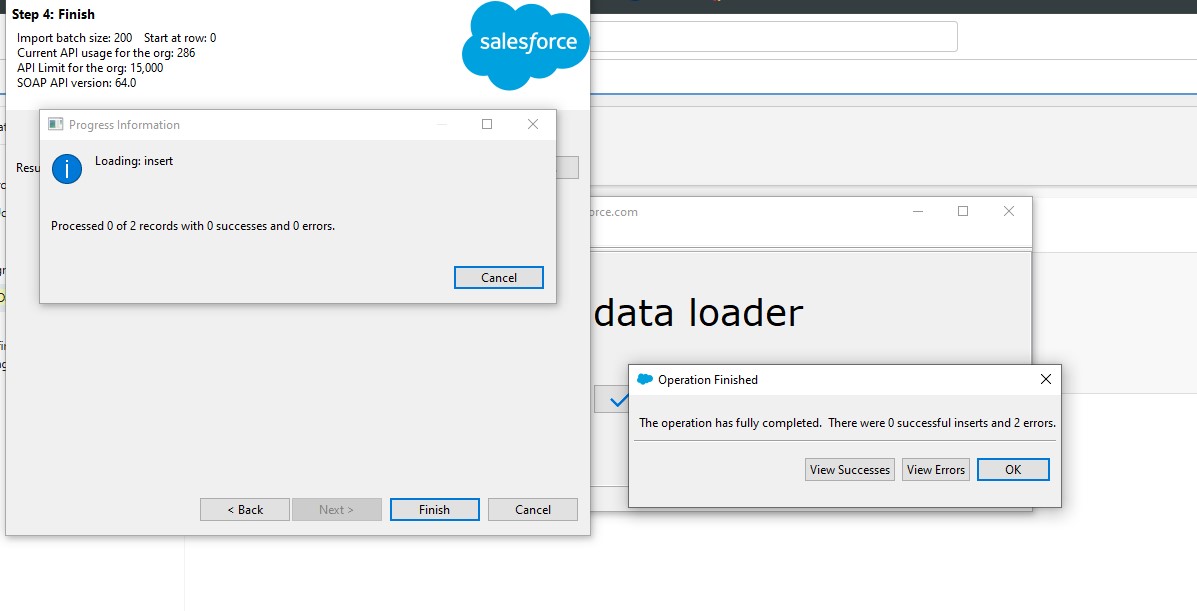 Step 4: Finish
Import batch size: 200 Start at row: 0
Current API usage for the org: 286
API Limit for the org: 15,000
SOAP API version: 64.0
salesforce
Progress Information
Loading: insert
Processed 0 of 2 records with 0 successes and 0 errors.
Cancel
Resu
orce.com
data loader
Operation Finished
The operation has fully completed. There were 0 successful inserts and 2 errors.
View Successes View Errors OK
< Back Next > Finish Cancel